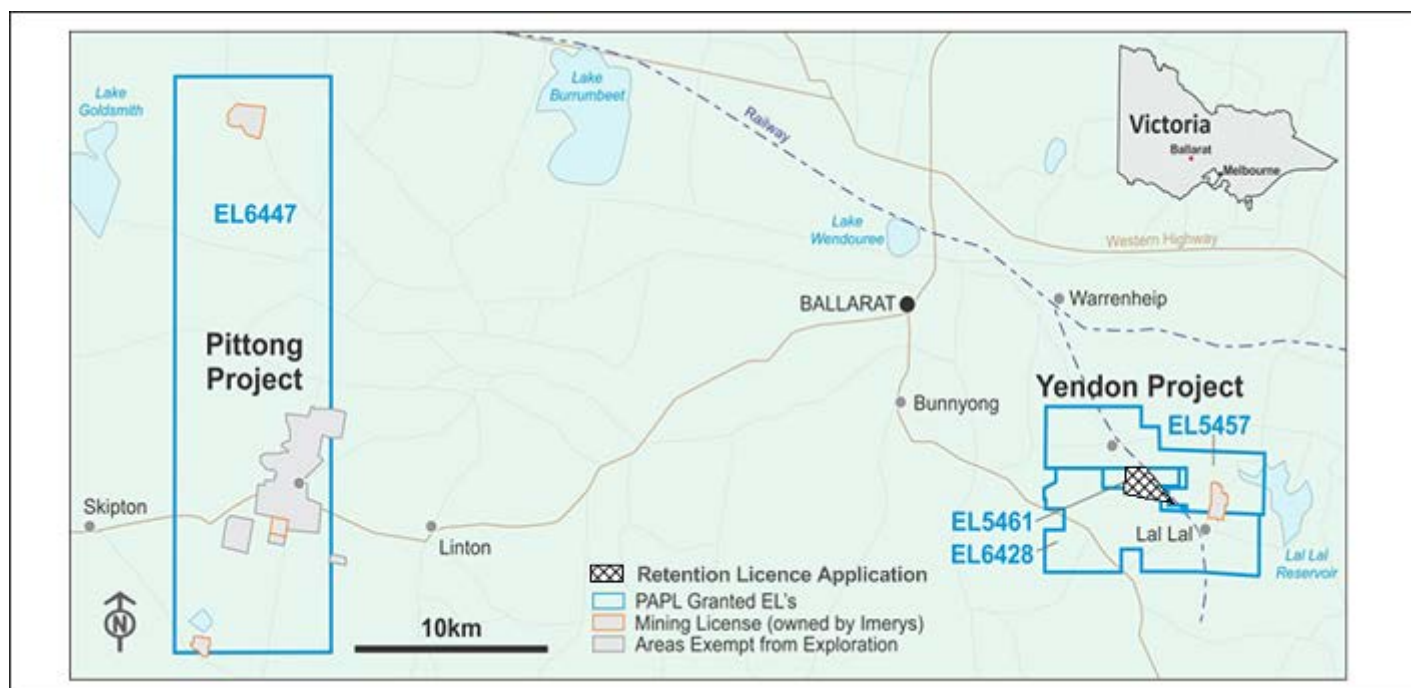 Lake
Goldsmith
Lake
Burrumbeet
Railway
Victoria
Ballarat
Melbourne
EL6447
Lake
Wendouree
Western Highway
BALLARAT
Warrenheip
Pittong
Project
Yendon Project
Bunnyong
EL5457
Skipton
Linton
EL5461
EL6428
Lal Lal
Lal Lal
Reservoir
Retention Licence Application
PAPL Granted EL's
Mining License (owned by Imerys)
Areas Exempt from Exploration
N
10km